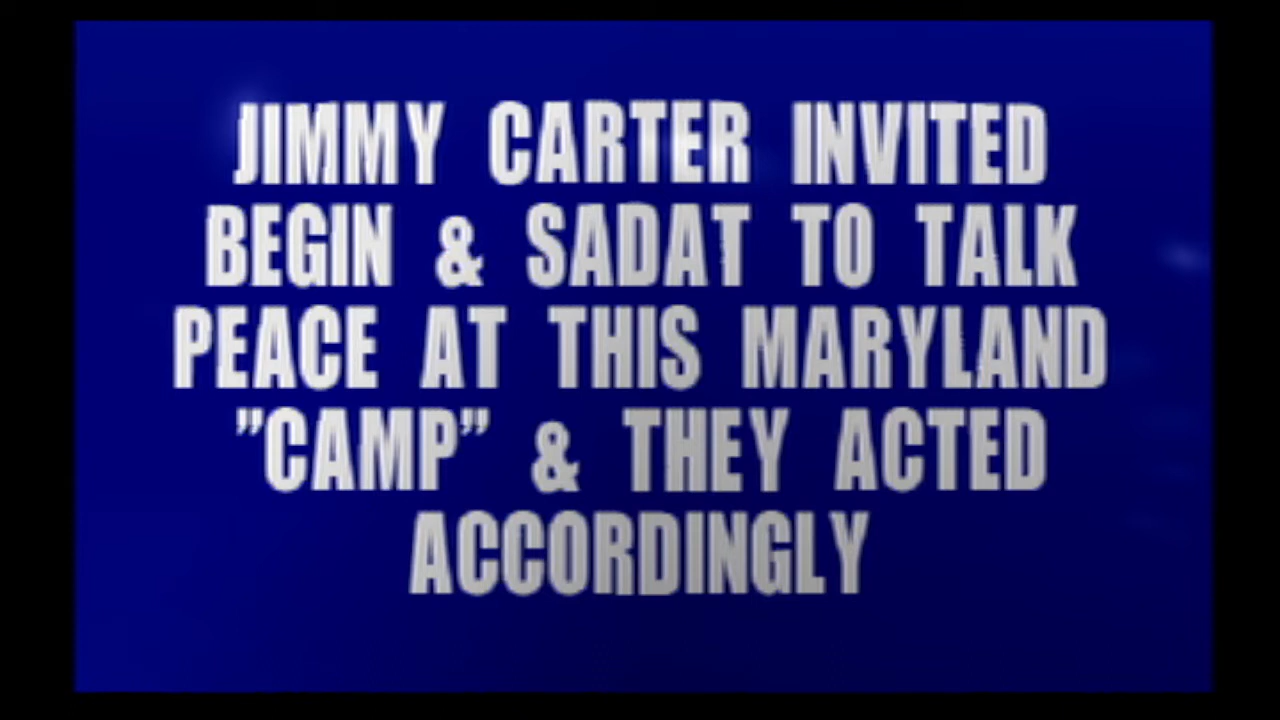 JIMMY CARTER INVITED
BEGIN & SADAT TO TALK
PEACE AT THIS MARYLAND
"CAMP" & THEY ACTED
ACCORDINGLY